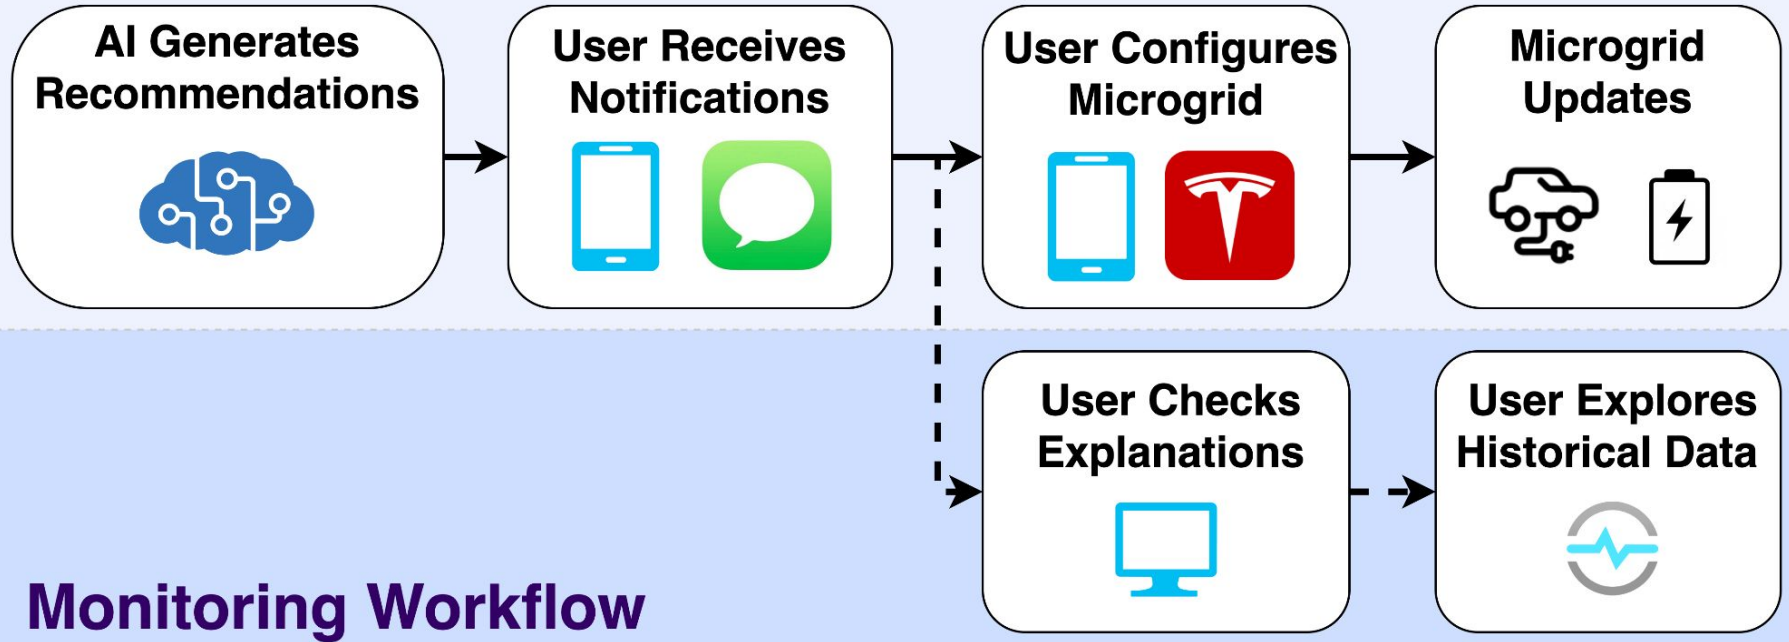 AI Generates
Recommendations
User Receives
Notifications
User Configures
Microgrid
Microgrid
Updates
User Checks
Explanations
User Explores
Historical Data
Monitoring Workflow